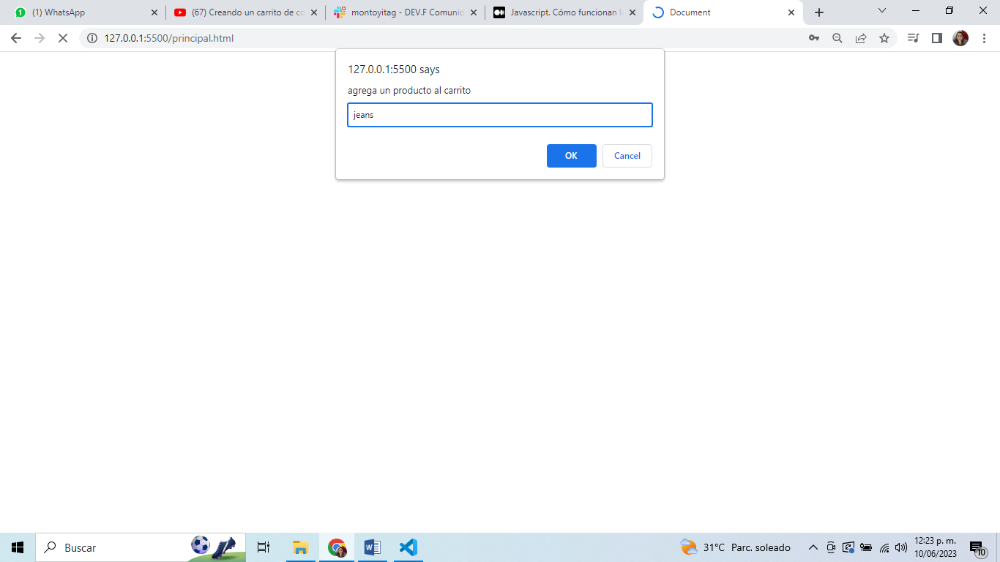 (1) WhatsApp
(67) Creando un carrito de co
montoyitag - DEV.F Comunid
Javascript. Cómo funcionan l
Document
127.0.0.1:5500/principal.html
127.0.0.1:5500 says
agrega un producto al carrito
jeans
OK
Cancel
Buscar
31°C Parc. soleado
12:23 p. m.
10/06/2023
10